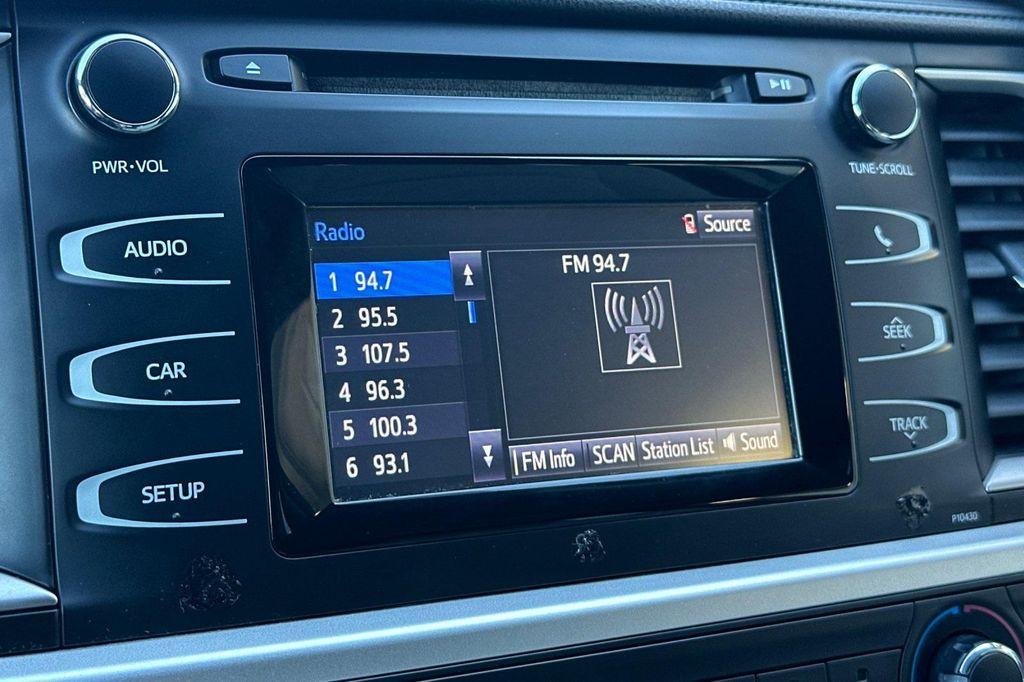 PWR•VOL
TUNE•SCROLL
AUDIO
CAR
SETUP
Radio
Source
1 94.7
2 95.5
3 107.5
4 96.3
5 100.3
6 93.1
FM 94.7
FM Info SCAN Station List Sound
SEEK
TRACK
P10430